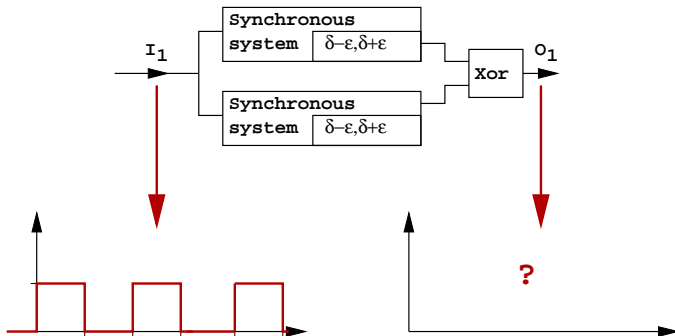 Synchronous
system δ−ε,δ+ε
I1
O1
Xor
Synchronous
system δ−ε,δ+ε
?